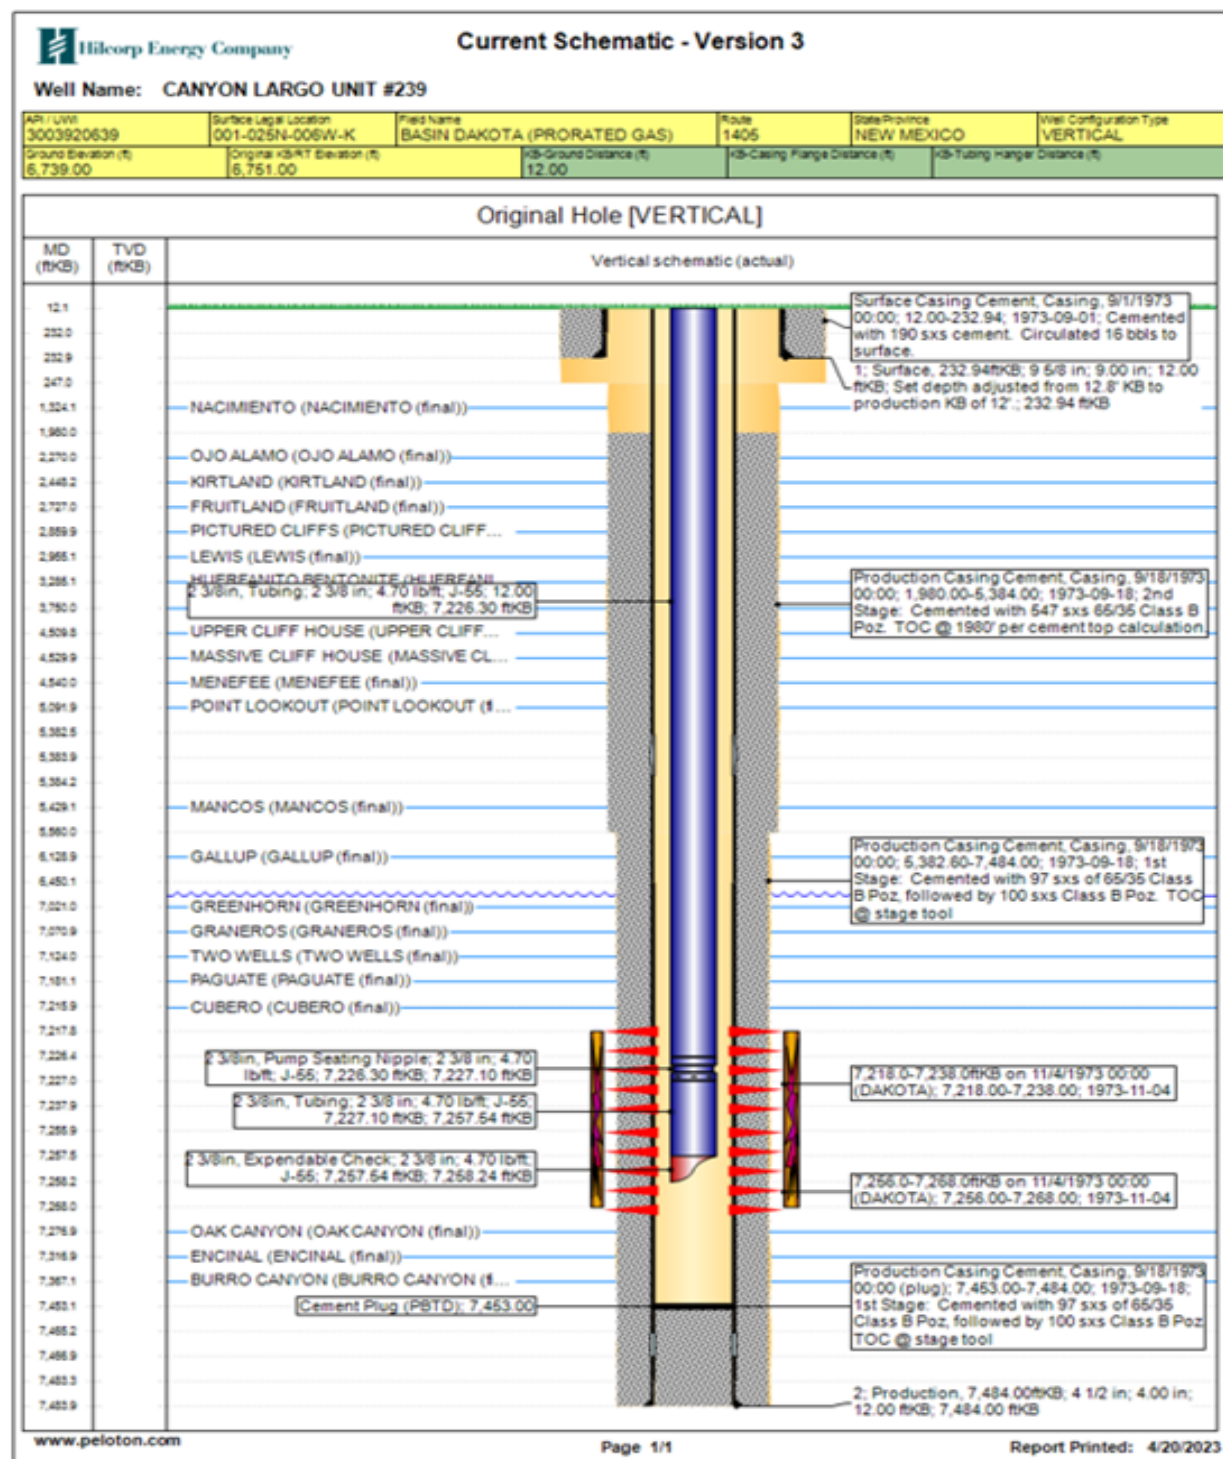 Hilcorp Energy Company
Current Schematic - Version 3
Well Name: CANYON LARGO UNIT #239
API / UWI
3003920639
Surface Legal Location
001-025N-006W-K
Field Name
BASIN DAKOTA (PRORATED GAS)
Route
1405
State/Province
NEW MEXICO
Well Configuration Type
VERTICAL
Ground Elevation (ft)
6,739.00
Original KB/RT Elevation (ft)
6,751.00
KB-Ground Distance (ft)
12.00
KB-Casing Flange Distance (ft)
KB-Tubing Hanger Distance (ft)
Original Hole [VERTICAL]
MD
(ftKB)
TVD
(ftKB)
Vertical schematic (actual)
12.1
Surface Casing Cement, Casing, 9/1/1973
00:00; 12.00-232.94; 1973-09-01; Cemented
with 190 sxs cement. Circulated 16 bbls to
surface.
232.0
232.9
1; Surface, 232.94ftKB; 9 5/8 in; 9.00 in; 12.00
ftKB; Set depth adjusted from 12.8' KB to
production KB of 12'.; 232.94 ftKB
247.0
1,324.1
NACIMIENTO (NACIMIENTO (final))
1,980.0
2,270.0
OJO ALAMO (OJO ALAMO (final))
2,448.2
KIRTLAND (KIRTLAND (final))
2,727.0
FRUITLAND (FRUITLAND (final))
2,889.9
PICTURED CLIFFS (PICTURED CLIFF...
2,988.1
LEWIS (LEWIS (final))
3,285.1
HUERFANITO BENTONITE (HUERFANI...
2 3/8in, Tubing; 2 3/8 in; 4.70 lb/ft; J-55; 12.00
ftKB; 7,226.30 ftKB
Production Casing Cement, Casing, 9/18/1973
00:00; 1,980.00-5,384.00; 1973-09-18; 2nd
Stage: Cemented with 547 sxs 65/35 Class B
Poz. TOC @ 1980' per cement top calculation
3,750.0
4,509.8
UPPER CLIFF HOUSE (UPPER CLIFF...
4,529.9
MASSIVE CLIFF HOUSE (MASSIVE CL...
4,540.0
MENEFEE (MENEFEE (final))
5,091.9
POINT LOOKOUT (POINT LOOKOUT (fi...
5,382.5
5,383.9
5,384.2
5,429.1
MANCOS (MANCOS (final))
5,560.0
6,128.9
GALLUP (GALLUP (final))
Production Casing Cement, Casing, 9/18/1973
00:00; 5,382.60-7,484.00; 1973-09-18; 1st
Stage: Cemented with 97 sxs of 65/35 Class
B Poz, followed by 100 sxs Class B Poz. TOC
@ stage tool
6,450.1
7,021.0
GREENHORN (GREENHORN (final))
7,070.9
GRANEROS (GRANEROS (final))
7,124.0
TWO WELLS (TWO WELLS (final))
7,181.1
PAGUATE (PAGUATE (final))
7,215.9
CUBERO (CUBERO (final))
7,217.8
7,226.4
2 3/8in, Pump Seating Nipple; 2 3/8 in; 4.70
lb/ft; J-55; 7,226.30 ftKB; 7,227.10 ftKB
7,227.0
7,218.0-7,238.0ftKB on 11/4/1973 00:00
(DAKOTA); 7,218.00-7,238.00; 1973-11-04
7,237.9
2 3/8in, Tubing; 2 3/8 in; 4.70 lb/ft; J-55;
7,227.10 ftKB; 7,257.54 ftKB
7,255.9
7,257.5
2 3/8in, Expendable Check; 2 3/8 in; 4.70 lb/ft;
J-55; 7,257.54 ftKB; 7,258.24 ftKB
7,258.2
7,256.0-7,268.0ftKB on 11/4/1973 00:00
(DAKOTA); 7,256.00-7,268.00; 1973-11-04
7,268.0
7,276.9
OAK CANYON (OAK CANYON (final))
7,316.9
ENCINAL (ENCINAL (final))
7,367.1
BURRO CANYON (BURRO CANYON (fi...
Production Casing Cement, Casing, 9/18/1973
00:00 (plug); 7,453.00-7,484.00; 1973-09-18;
1st Stage: Cemented with 97 sxs of 65/35
Class B Poz, followed by 100 sxs Class B Poz
TOC @ stage tool
7,453.1
Cement Plug (PBTD); 7,453.00
7,465.2
7,466.9
7,483.3
7,483.9
2; Production, 7,484.00ftKB; 4 1/2 in; 4.00 in;
12.00 ftKB; 7,484.00 ftKB
www.peloton.com
Page 1/1
Report Printed: 4/20/2023